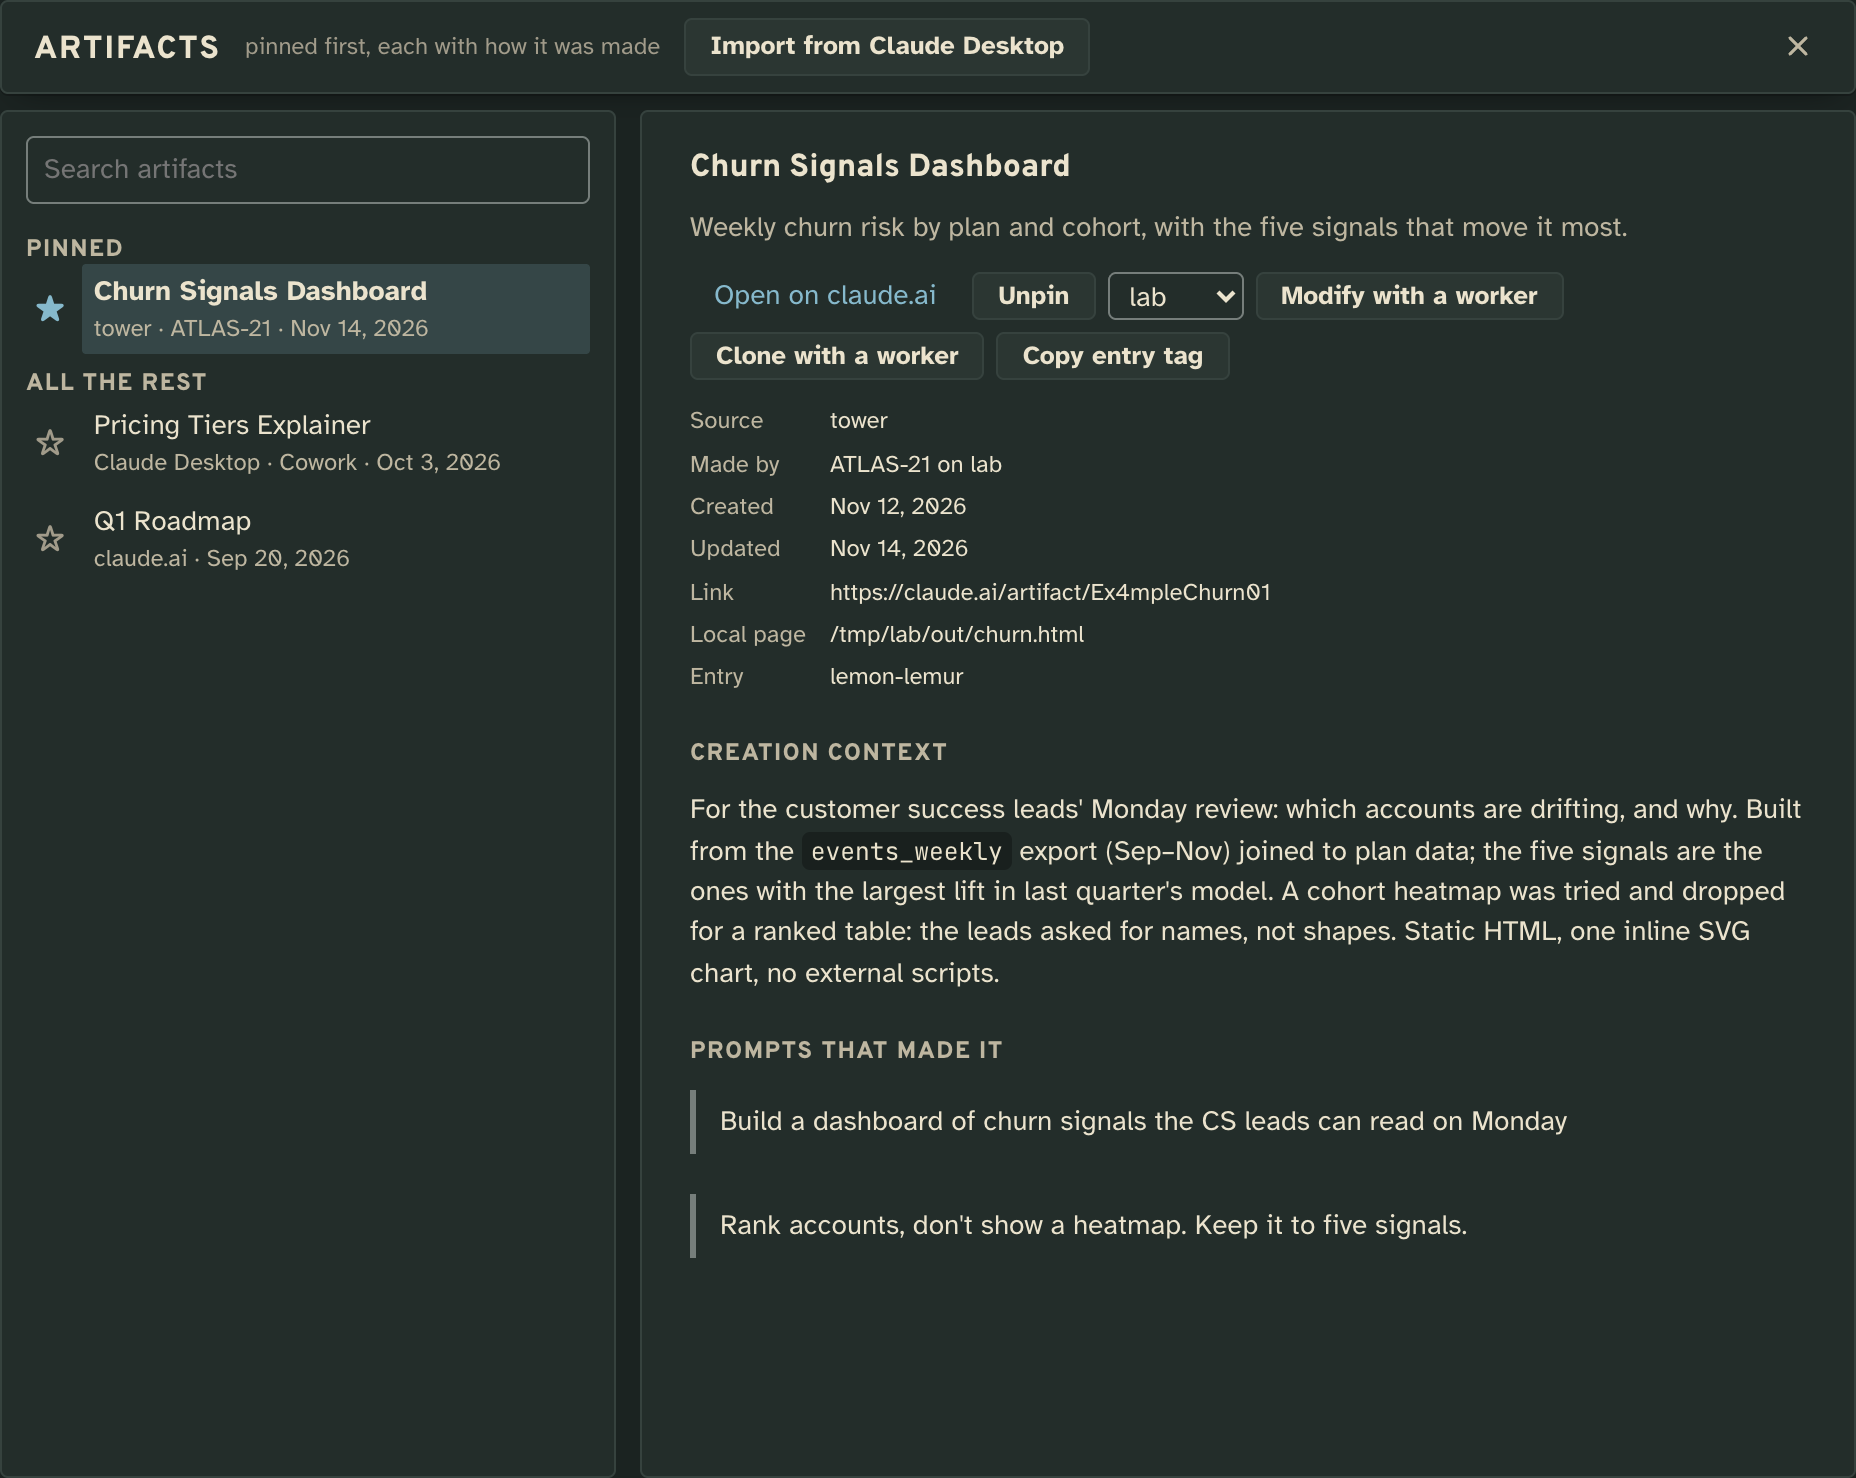 ARTIFACTS pinned first, each with how it was made Import from Claude Desktop
Search artifacts
PINNED
Churn Signals Dashboard
tower · ATLAS-21 · Nov 14, 2026
ALL THE REST
Pricing Tiers Explainer
Claude Desktop · Cowork · Oct 3, 2026
Q1 Roadmap
claude.ai · Sep 20, 2026
Churn Signals Dashboard
Weekly churn risk by plan and cohort, with the five signals that move it most.
Open on claude.ai Unpin lab Modify with a worker
Clone with a worker Copy entry tag
Source tower
Made by ATLAS-21 on lab
Created Nov 12, 2026
Updated Nov 14, 2026
Link https://claude.ai/artifact/Ex4mpleChurn01
Local page /tmp/lab/out/churn.html
Entry lemon-lemur
CREATION CONTEXT
For the customer success leads' Monday review: which accounts are drifting, and why. Built
from the events_weekly export (Sep–Nov) joined to plan data; the five signals are the
ones with the largest lift in last quarter's model. A cohort heatmap was tried and dropped
for a ranked table: the leads asked for names, not shapes. Static HTML, one inline SVG
chart, no external scripts.
PROMPTS THAT MADE IT
Build a dashboard of churn signals the CS leads can read on Monday
Rank accounts, don't show a heatmap. Keep it to five signals.